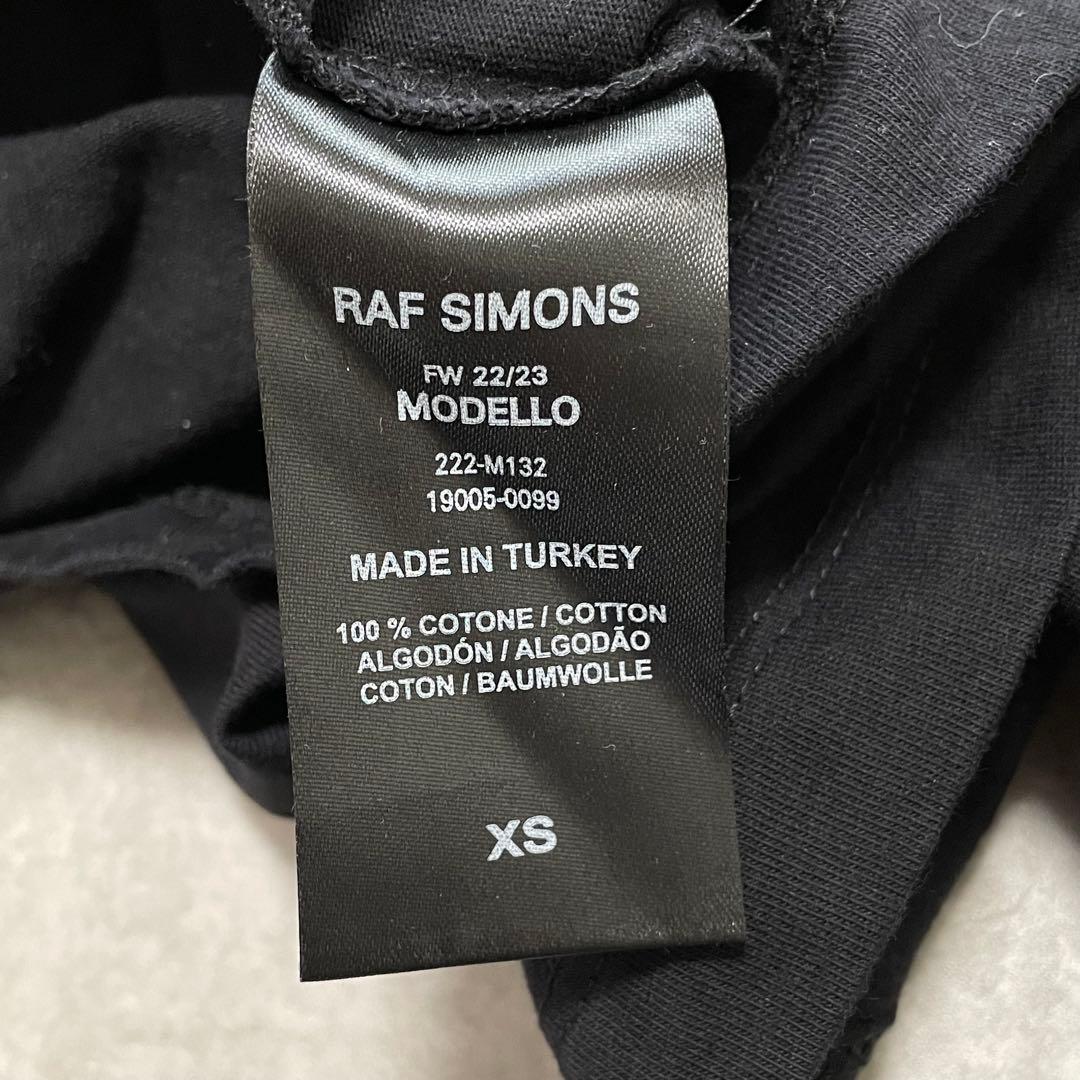 RAF SIMONS
FW 22/23
MODELLO
222-M132
19005-0099
MADE IN TURKEY
100 % COTONE / COTTON
ALGODÓN / ALGODÃO
COTON / BAUMWOLLE
XS